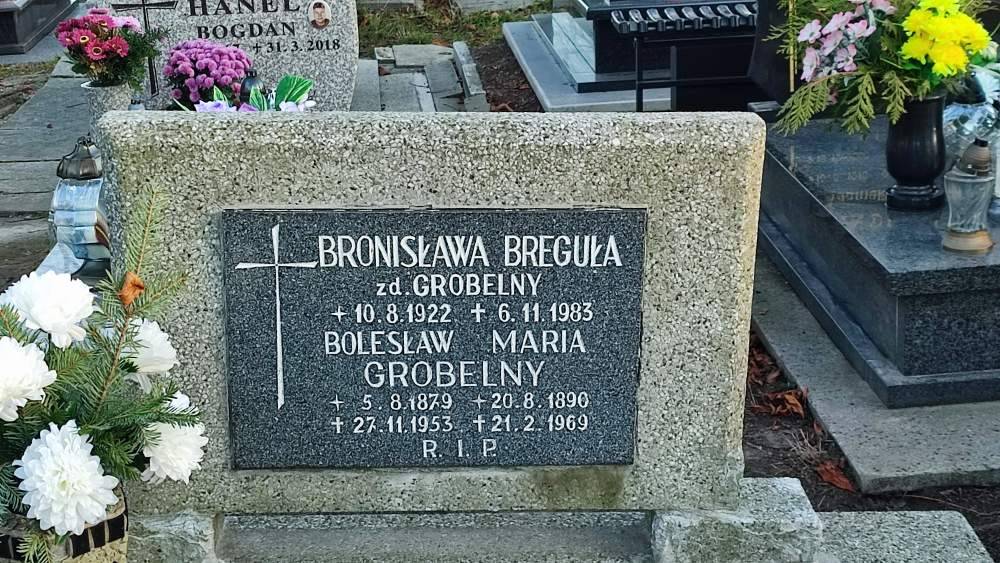 HANEL
BOGDAN
+ 31.3.2018
BRONISŁAWA BREGUŁA
zd. GROBELNY
+ 10.8.1922 ✝ 6.11.1983
BOLESŁAW MARIA
GROBELNY
+ 5.8.1879 +20.8.1890
✝27.11.1953 ✝21.2.1969
R. I. P.